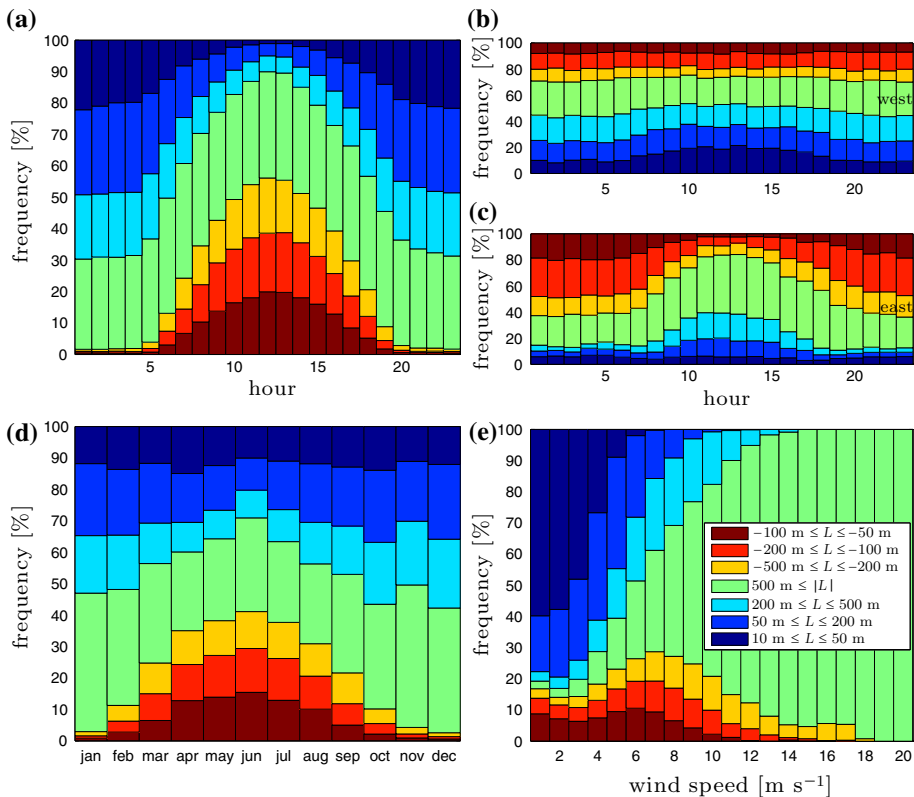 (a)
frequency [%]
100
90
80
70
60
50
40
30
20
10
0
5
10
15
20
hour
(b)
frequency [%]
100
80
60
40
20
0
west
5
10
15
20
(c)
frequency [%]
100
80
60
40
20
0
east
5
10
15
20
hour
(d)
frequency [%]
100
90
80
70
60
50
40
30
20
10
0
jan feb mar apr may jun jul aug sep oct nov dec
(e)
frequency [%]
100
90
80
70
60
50
40
30
20
10
0
−100 m ≤ L ≤ −50 m
−200 m ≤ L ≤ −100 m
−500 m ≤ L ≤ −200 m
500 m ≤ |L|
200 m ≤ L ≤ 500 m
50 m ≤ L ≤ 200 m
10 m ≤ L ≤ 50 m
2 4 6 8 10 12 14 16 18 20
wind speed [m s⁻¹]